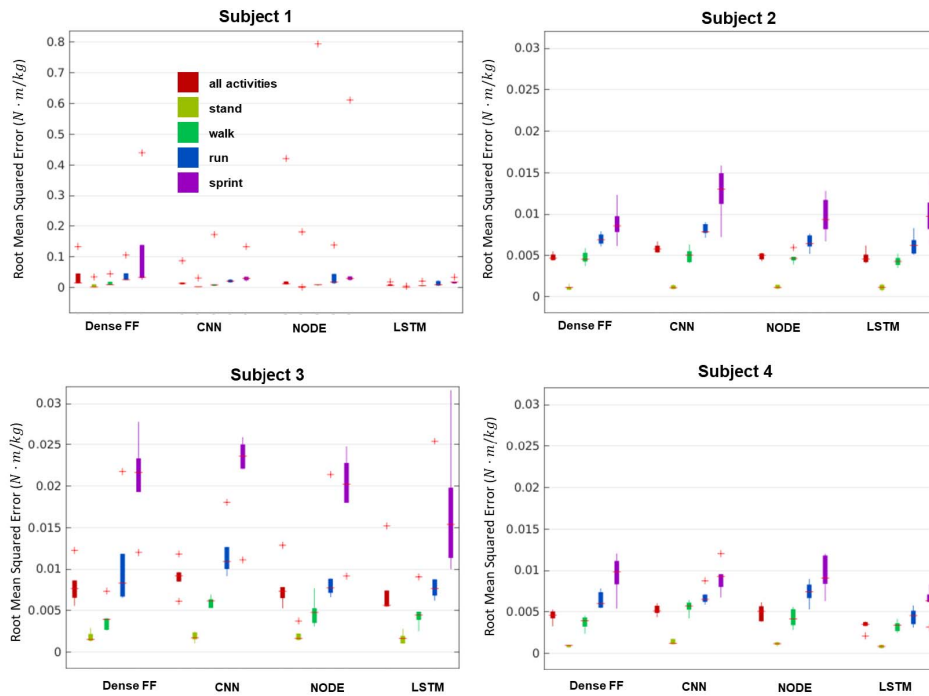 Subject 1
Root Mean Squared Error (N · m/kg)
0.8
0.7
0.6
0.5
0.4
0.3
0.2
0.1
0
all activities
stand
walk
run
sprint
Dense FF CNN NODE LSTM
Subject 2
Root Mean Squared Error (N · m/kg)
0.03
0.025
0.02
0.015
0.01
0.005
0
Dense FF CNN NODE LSTM
Subject 3
Root Mean Squared Error (N · m/kg)
0.03
0.025
0.02
0.015
0.01
0.005
0
Dense FF CNN NODE LSTM
Subject 4
Root Mean Squared Error (N · m/kg)
0.03
0.025
0.02
0.015
0.01
0.005
0
Dense FF CNN NODE LSTM